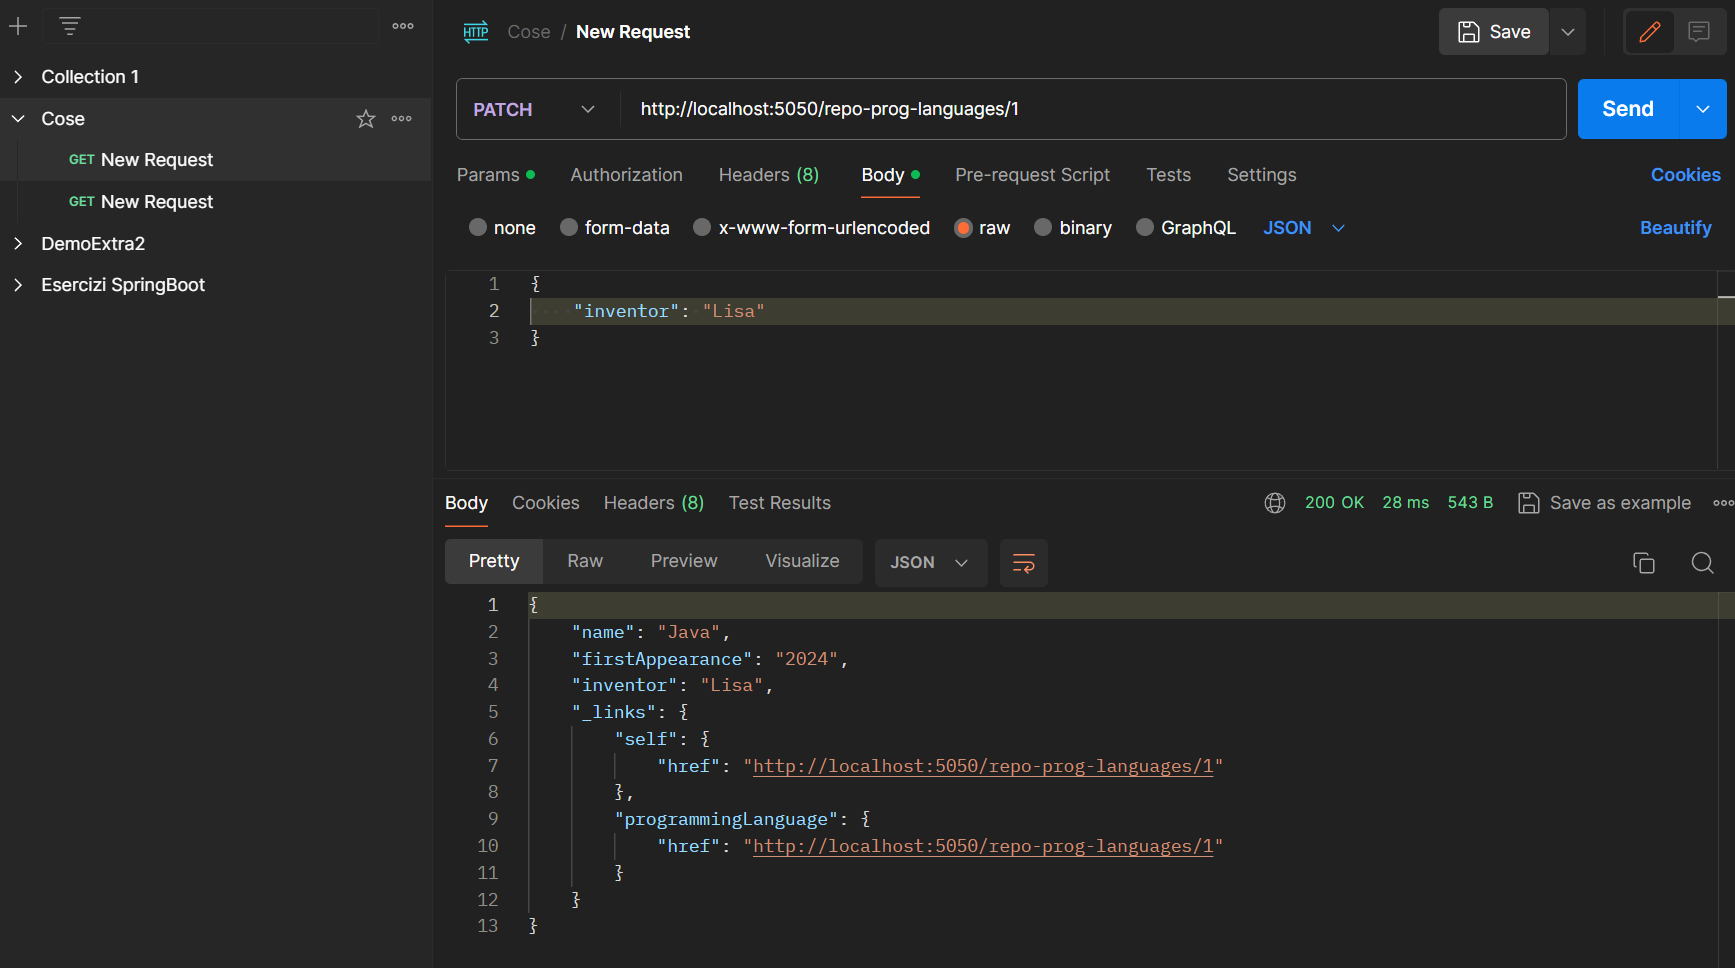 Collection 1
Cose
GET New Request
GET New Request
DemoExtra2
Esercizi SpringBoot
HTTP Cose / New Request
Save
PATCH http://localhost:5050/repo-prog-languages/1 Send
Params Authorization Headers (8) Body Pre-request Script Tests Settings Cookies
none form-data x-www-form-urlencoded raw binary GraphQL JSON Beautify
1 {
2 "inventor": "Lisa"
3 }
Body Cookies Headers (8) Test Results 200 OK 28 ms 543 B Save as example
Pretty Raw Preview Visualize JSON
1 {
2 "name": "Java",
3 "firstAppearance": "2024",
4 "inventor": "Lisa",
5 "_links": {
6 "self": {
7 "href": "http://localhost:5050/repo-prog-languages/1"
8 },
9 "programmingLanguage": {
10 "href": "http://localhost:5050/repo-prog-languages/1"
11 }
12 }
13 }